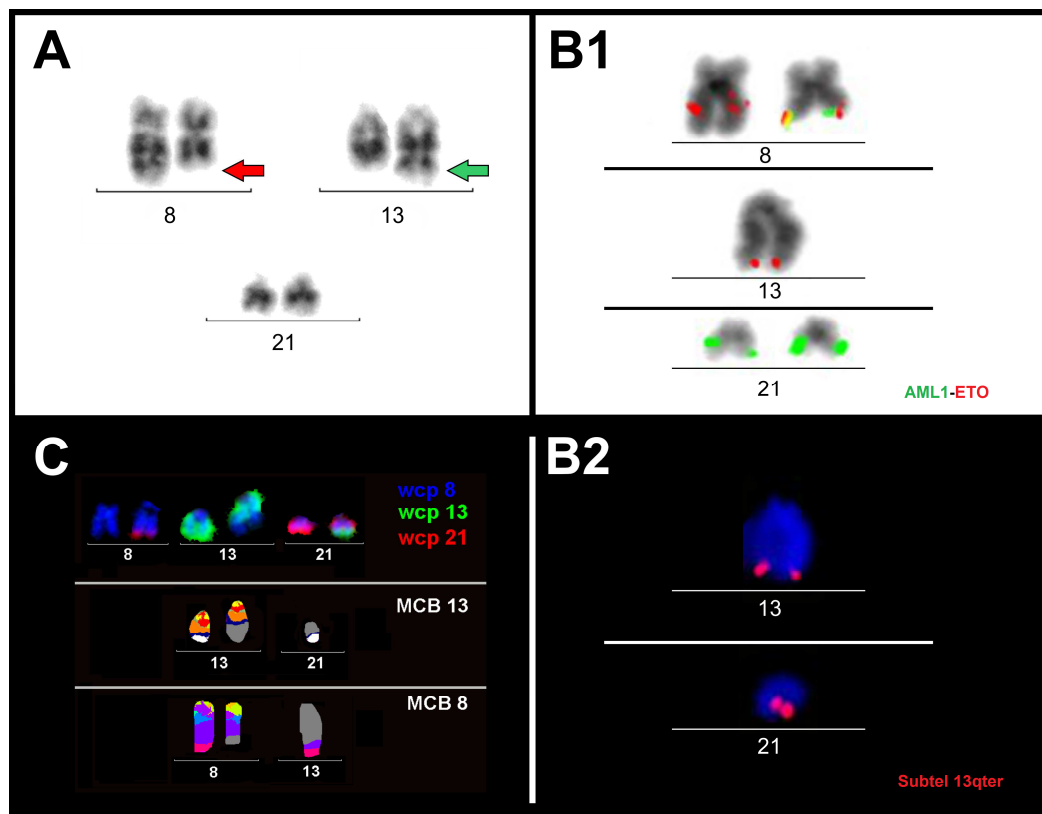 A
8
13
21
B1
8
13
21
AML1-ETO
C
wcp 8
wcp 13
wcp 21
8
13
21
MCB 13
13
21
MCB 8
8
13
B2
13
21
Subtel 13qter